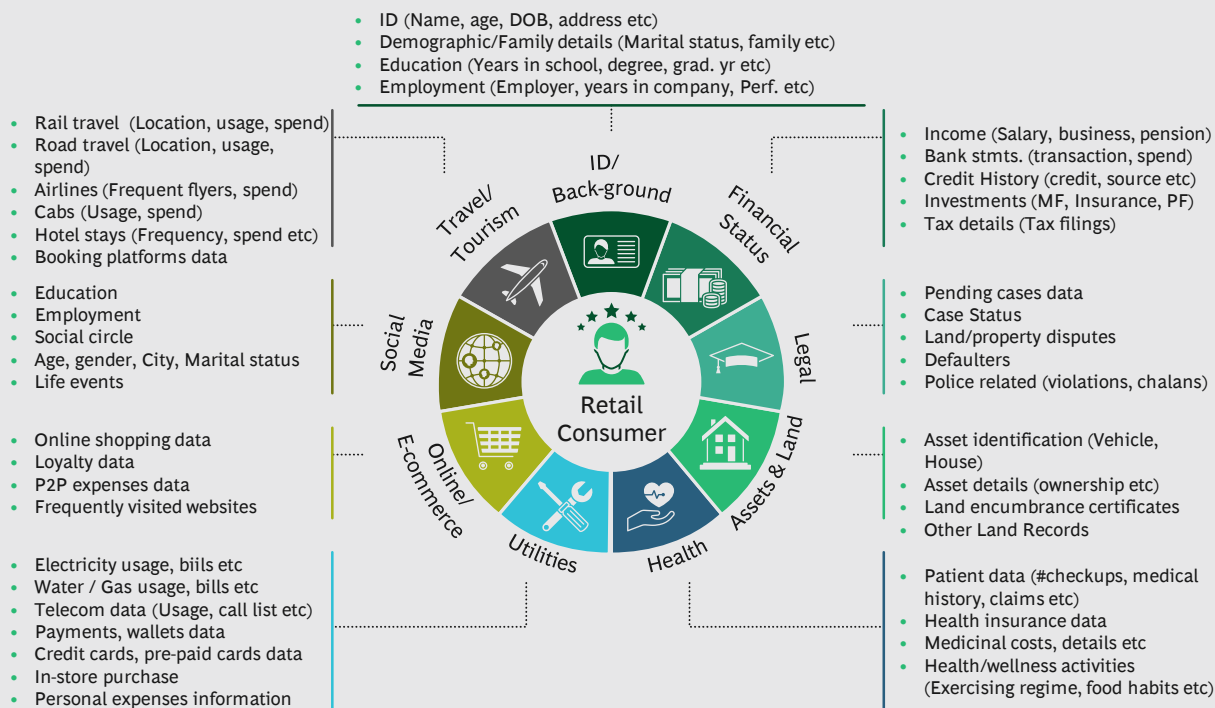 • ID (Name, age, DOB, address etc)
• Demographic/Family details (Marital status, family etc)
• Education (Years in school, degree, grad. yr etc)
• Employment (Employer, years in company, Perf. etc)
• Rail travel (Location, usage, spend)
• Road travel (Location, usage,
spend)
• Airlines (Frequent flyers, spend)
• Cabs (Usage, spend)
• Hotel stays (Frequency, spend etc)
• Booking platforms data
• Education
• Employment
• Social circle
• Age, gender, City, Marital status
• Life events
• Online shopping data
• Loyalty data
• P2P expenses data
• Frequently visited websites
• Electricity usage, biils etc
• Water / Gas usage, bills etc
• Telecom data (Usage, call list etc)
• Payments, wallets data
• Credit cards, pre-paid cards data
• In-store purchase
• Personal expenses information
ID/
Back-ground
Financial
Status
Legal
Assets & Land
Health
Utilities
Online/
E-commerce
Social
Media
Travel/
Tourism
Retail
Consumer
• Income (Salary, business, pension)
• Bank stmts. (transaction, spend)
• Credit History (credit, source etc)
• Investments (MF, Insurance, PF)
• Tax details (Tax filings)
• Pending cases data
• Case Status
• Land/property disputes
• Defaulters
• Police related (violations, chalans)
• Asset identification (Vehicle,
House)
• Asset details (ownership etc)
• Land encumbrance certificates
• Other Land Records
• Patient data (#checkups, medical
history, claims etc)
• Health insurance data
• Medicinal costs, details etc
• Health/wellness activities
(Exercising regime, food habits etc)